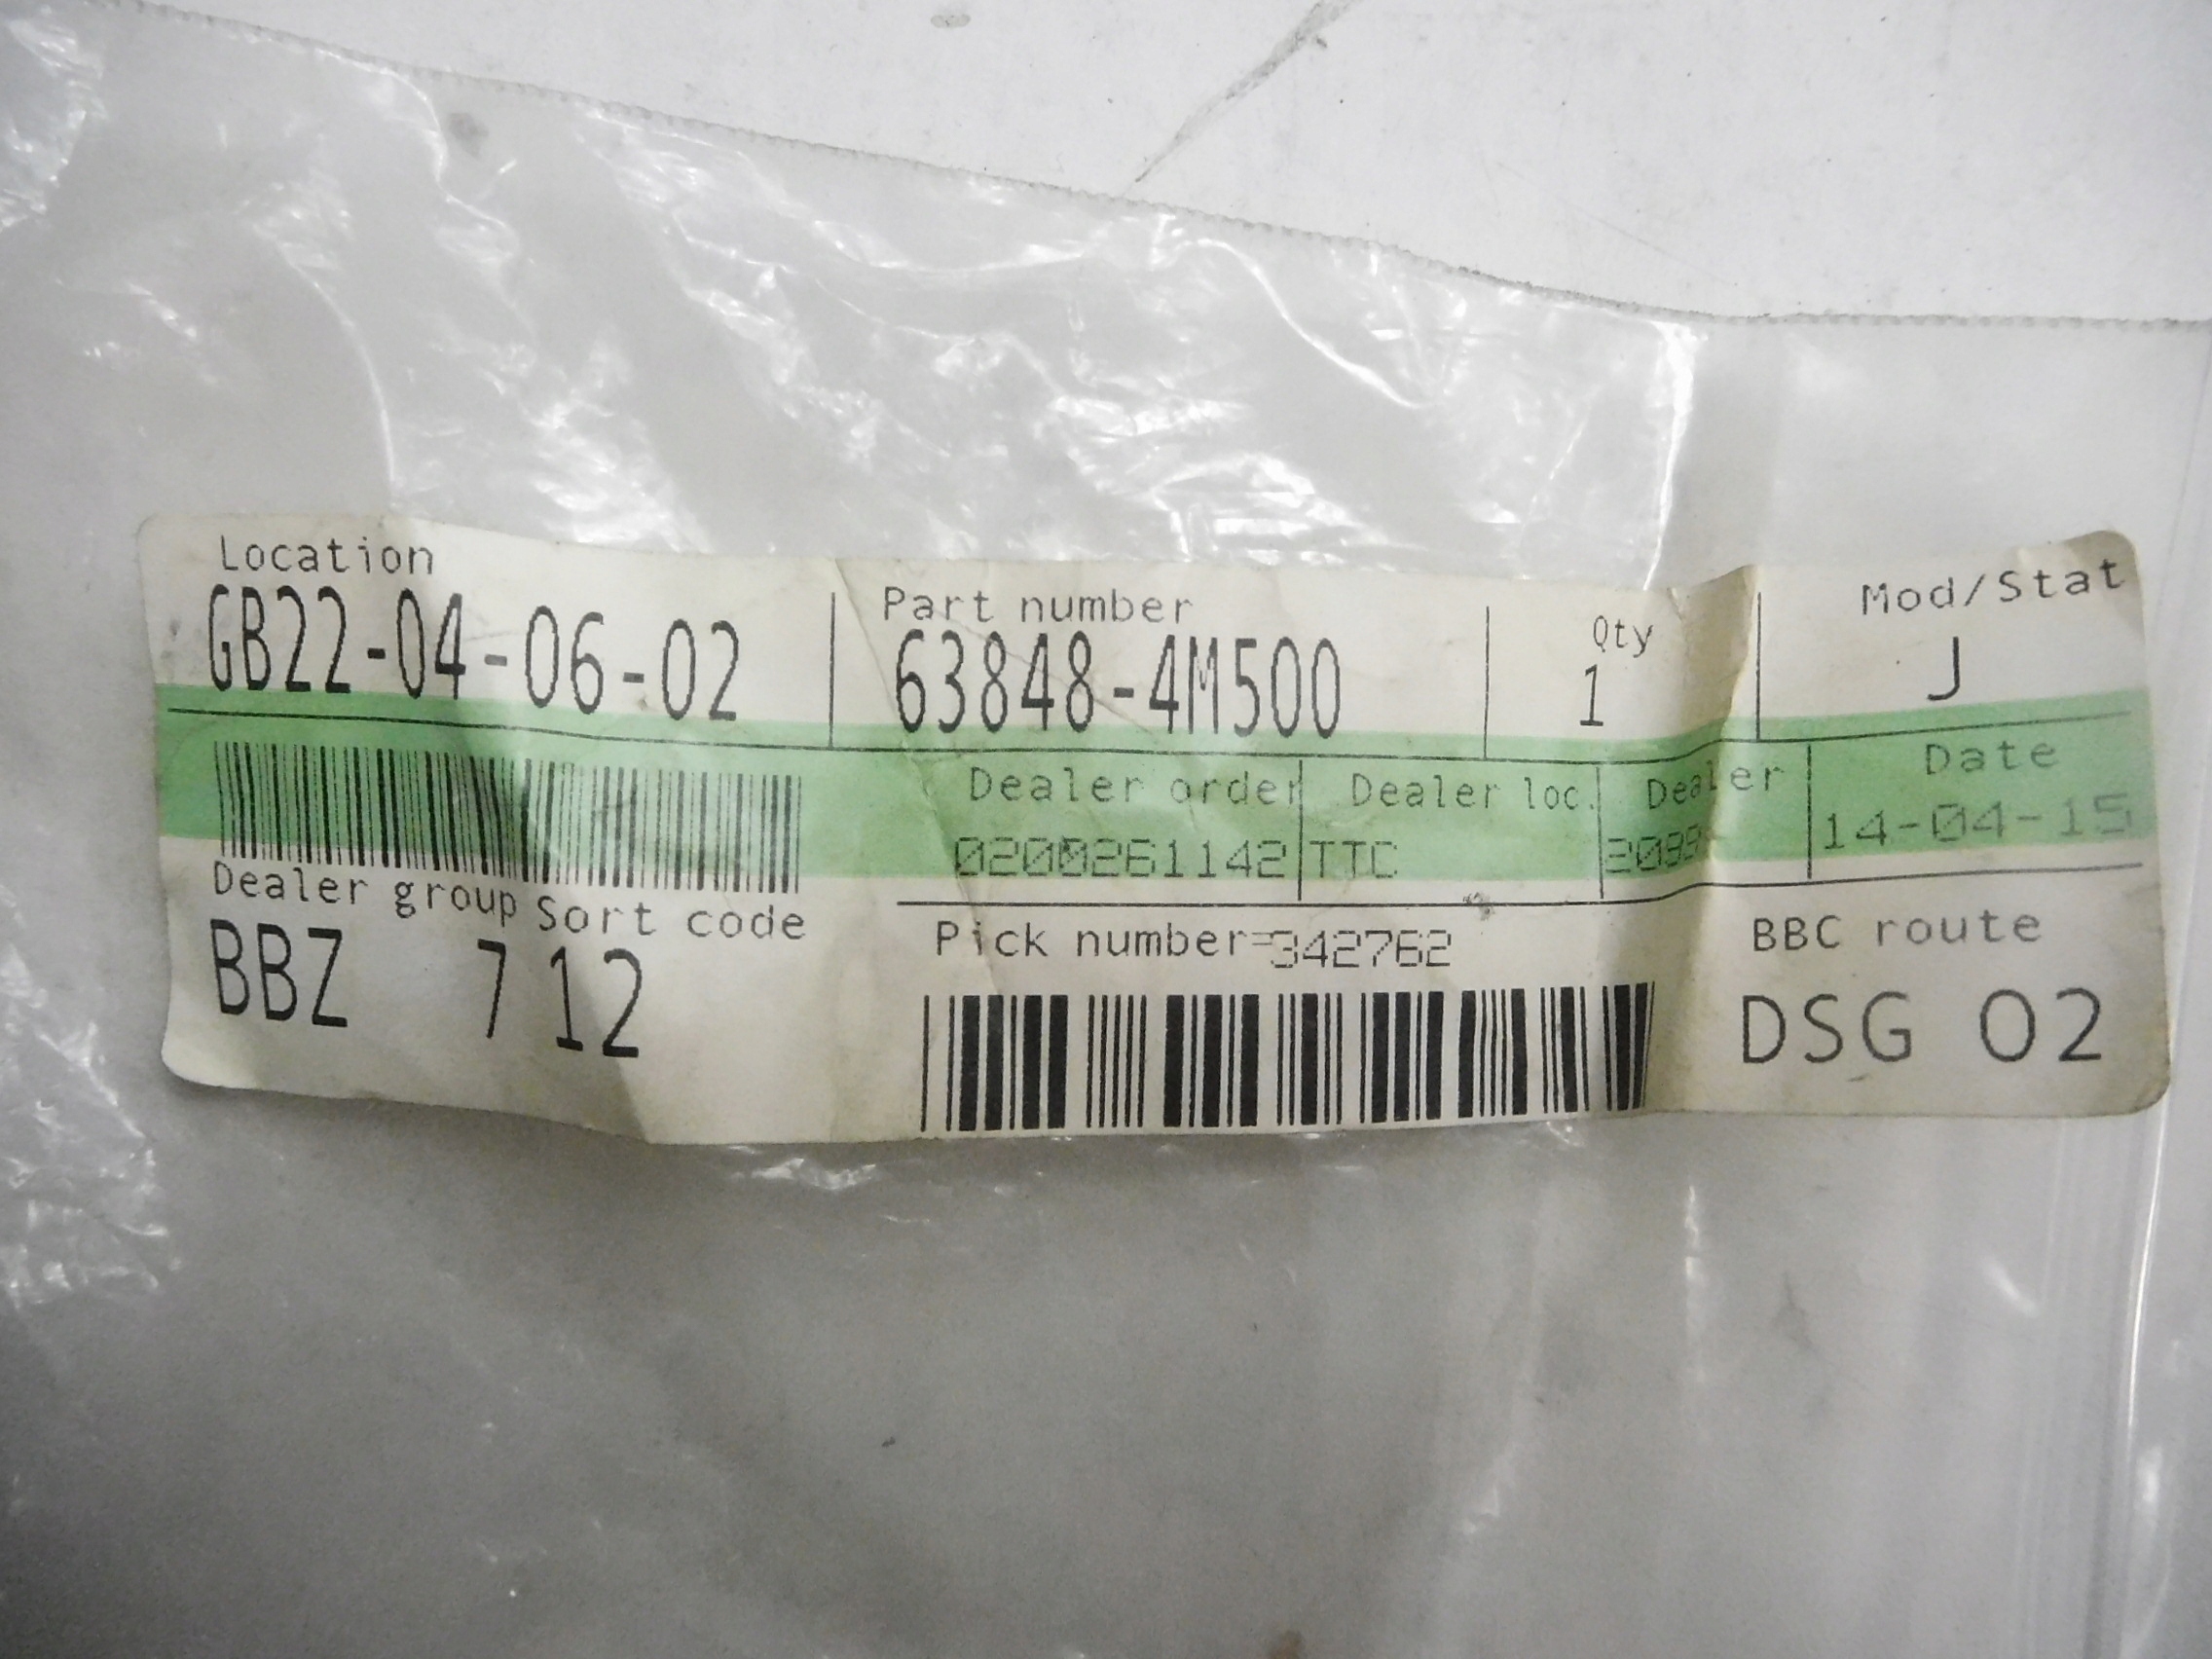 Location
GB22-04-06-02
Part number
63848-4M500
Qty
1
Mod/Stat
J
Dealer order
0200261142
Dealer loc.
TTC
Dealer
Date
14-04-15
Dealer group Sort code
BBZ 7 12
Pick number=342762
BBC route
DSG 02